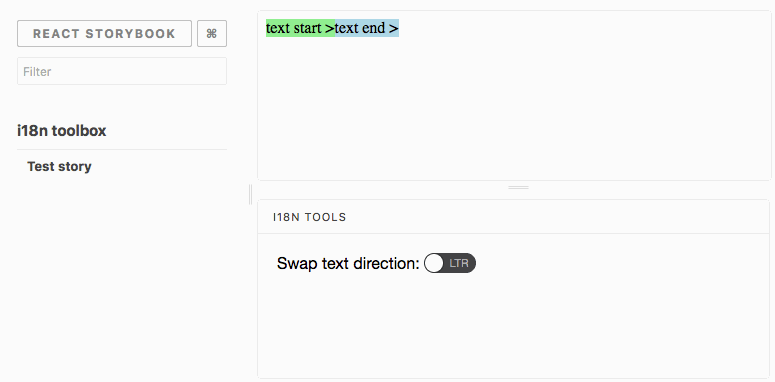 REACT STORYBOOK ⌘
Filter
i18n toolbox
Test story
text start >text end >
I18N TOOLS
Swap text direction: LTR